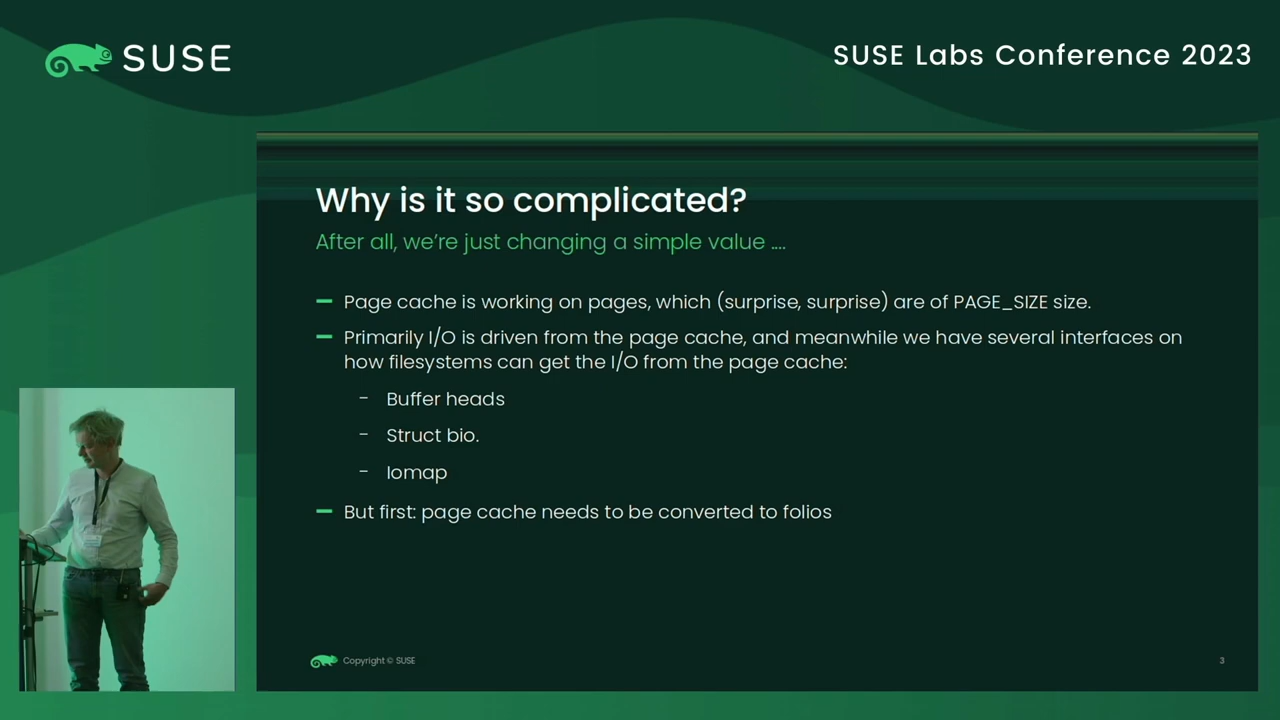 SUSE
SUSE Labs Conference 2023
Why is it so complicated?
After all, we're just changing a simple value ....
Page cache is working on pages, which (surprise, surprise) are of PAGE_SIZE size.
Primarily I/O is driven from the page cache, and meanwhile we have several interfaces on
how filesystems can get the I/O from the page cache:
- Buffer heads
- Struct bio.
- Iomap
But first: page cache needs to be converted to folios
Copyright © SUSE
3